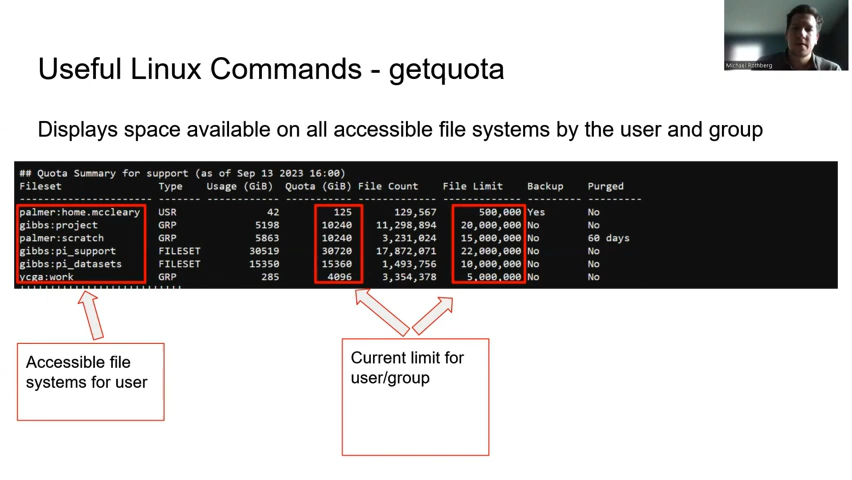 Michael Rothberg
Useful Linux Commands - getquota
Displays space available on all accessible file systems by the user and group
## Quota Summary for support (as of Sep 13 2023 16:00)
Fileset Type Usage (GiB) Quota (GiB) File Count File Limit Backup Purged
palmer:home.mccleary USR 42 125 129,567 500,000 Yes No
gibbs:project GRP 5198 10240 11,298,894 20,000,000 No No
palmer:scratch GRP 5863 10240 3,231,024 15,000,000 No 60 days
gibbs:pi_support FILESET 30519 30720 17,872,071 22,000,000 No No
gibbs:pi_datasets FILESET 15350 15360 1,493,756 10,000,000 No No
ycga:work GRP 285 4096 3,354,378 5,000,000 No No
Accessible file
systems for user
Current limit for
user/group